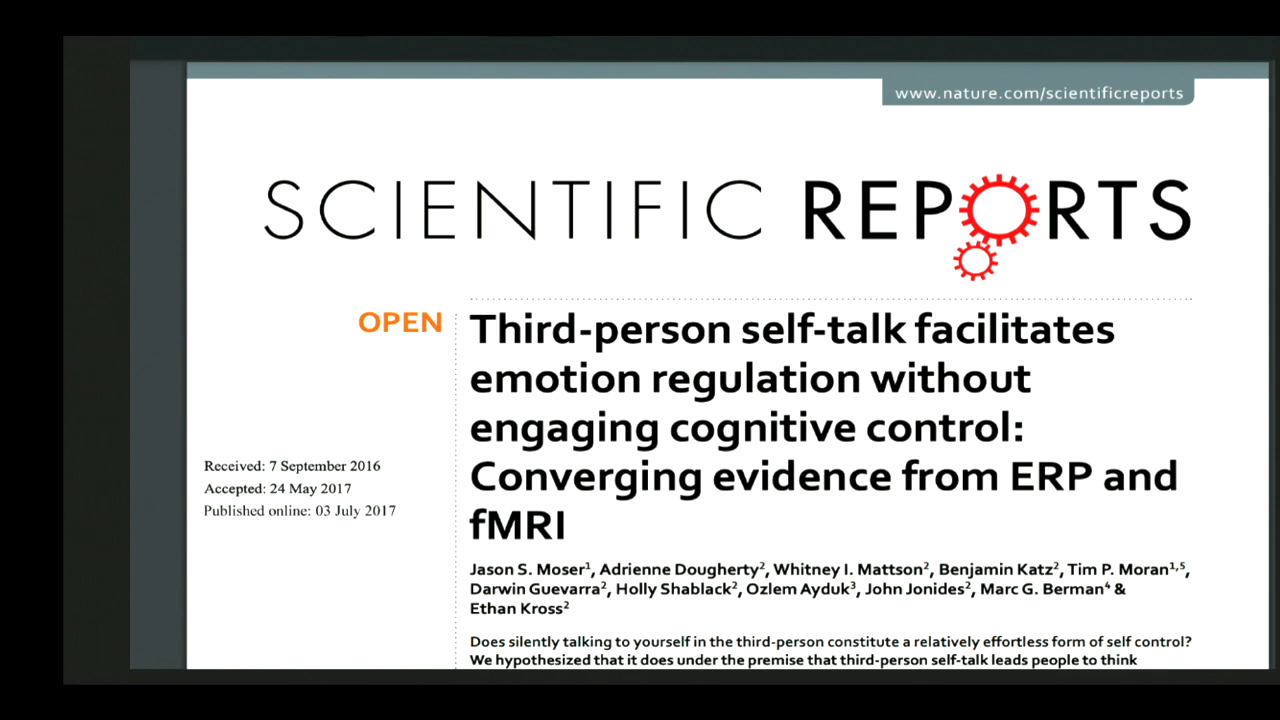 www.nature.com/scientificreports
SCIENTIFIC REPORTS
OPEN
Third-person self-talk facilitates
emotion regulation without
engaging cognitive control:
Converging evidence from ERP and
fMRI
Received: 7 September 2016
Accepted: 24 May 2017
Published online: 03 July 2017
Jason S. Moser¹, Adrienne Dougherty², Whitney I. Mattson², Benjamin Katz², Tim P. Moran¹,⁵,
Darwin Guevarra², Holly Shablack², Ozlem Ayduk³, John Jonides², Marc G. Berman⁴ &
Ethan Kross²
Does silently talking to yourself in the third-person constitute a relatively effortless form of self control?
We hypothesized that it does under the premise that third-person self-talk leads people to think